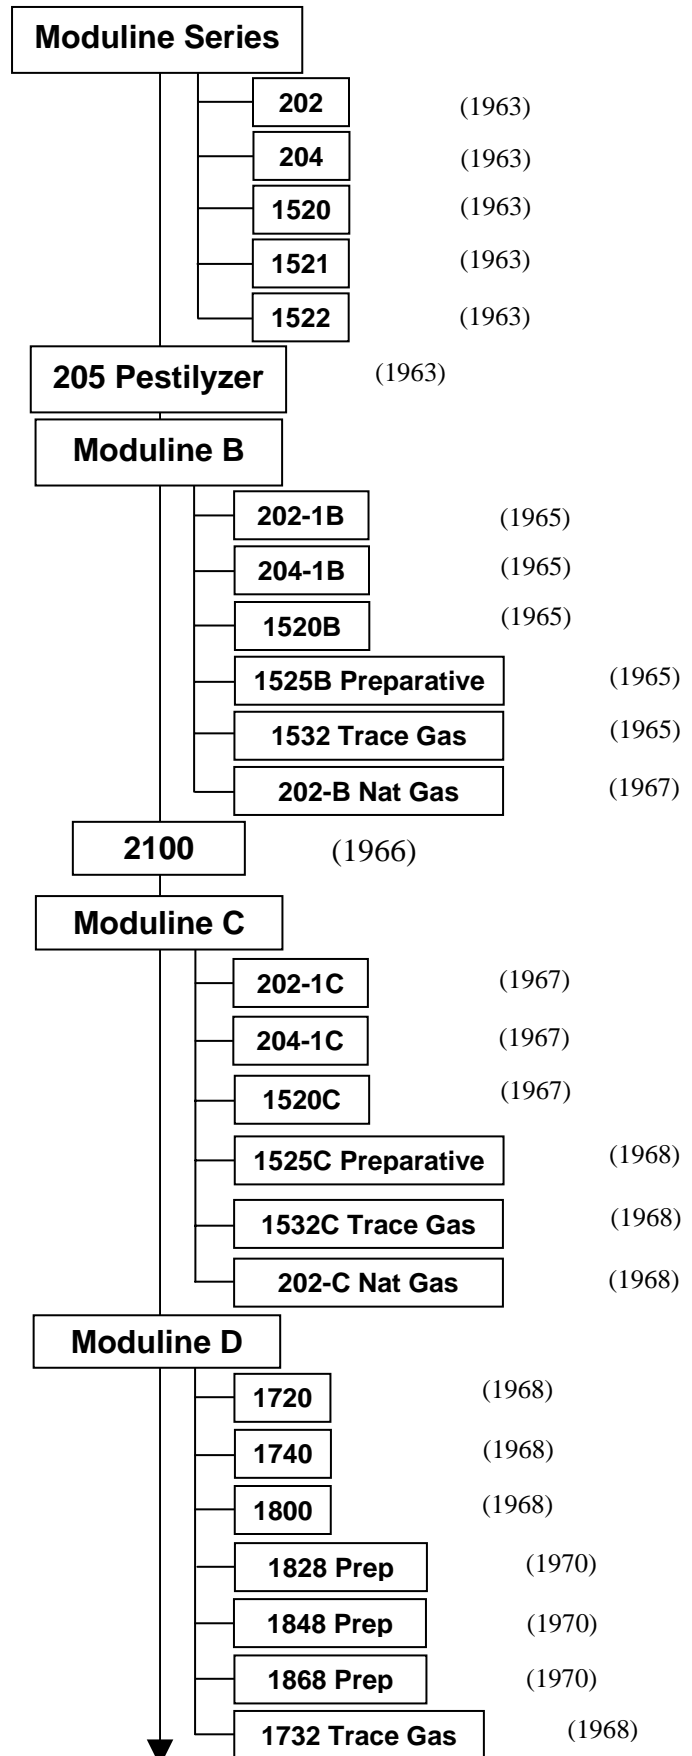 Moduline Series
202 (1963)
204 (1963)
1520 (1963)
1521 (1963)
1522 (1963)
205 Pestilyzer (1963)
Moduline B
202-1B (1965)
204-1B (1965)
1520B (1965)
1525B Preparative (1965)
1532 Trace Gas (1965)
202-B Nat Gas (1967)
2100 (1966)
Moduline C
202-1C (1967)
204-1C (1967)
1520C (1967)
1525C Preparative (1968)
1532C Trace Gas (1968)
202-C Nat Gas (1968)
Moduline D
1720 (1968)
1740 (1968)
1800 (1968)
1828 Prep (1970)
1848 Prep (1970)
1868 Prep (1970)
1732 Trace Gas (1968)